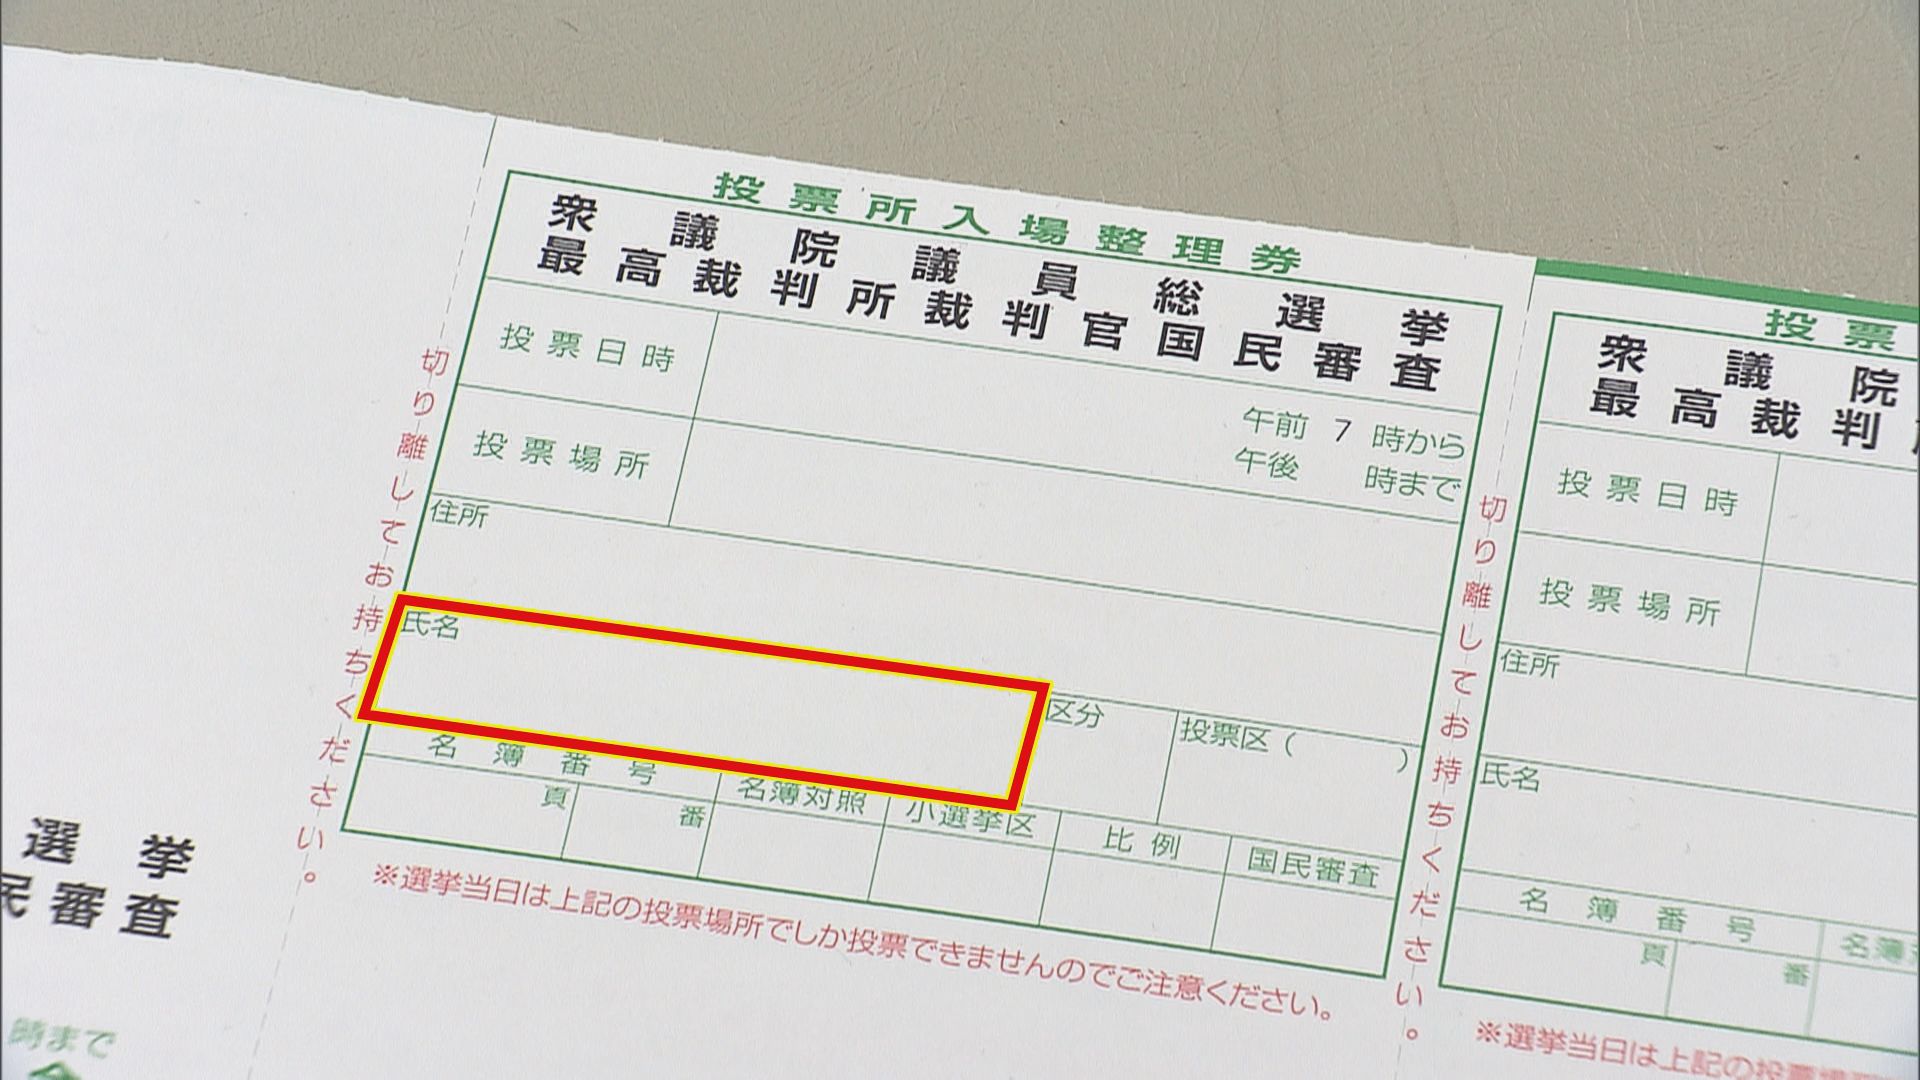 投票所入場整理券
衆議院議員総選挙
最高裁判所裁判官国民審査
投票日時
午前 7 時から
午後 時まで
投票場所
住所
氏名
区分
投票区( )
名簿番号
名簿対照
小選挙区
比例
国民審査
頁
番
※選挙当日は上記の投票場所でしか投票できませんのでご注意ください。
切り離してお持ちください。
切り離してお持ちください。
投票
衆議院
最高裁判
投票日時
投票場所
住所
氏名
名簿番号
名簿
頁
番
※選挙当日は上記の投票場
選挙
民審査
時まで